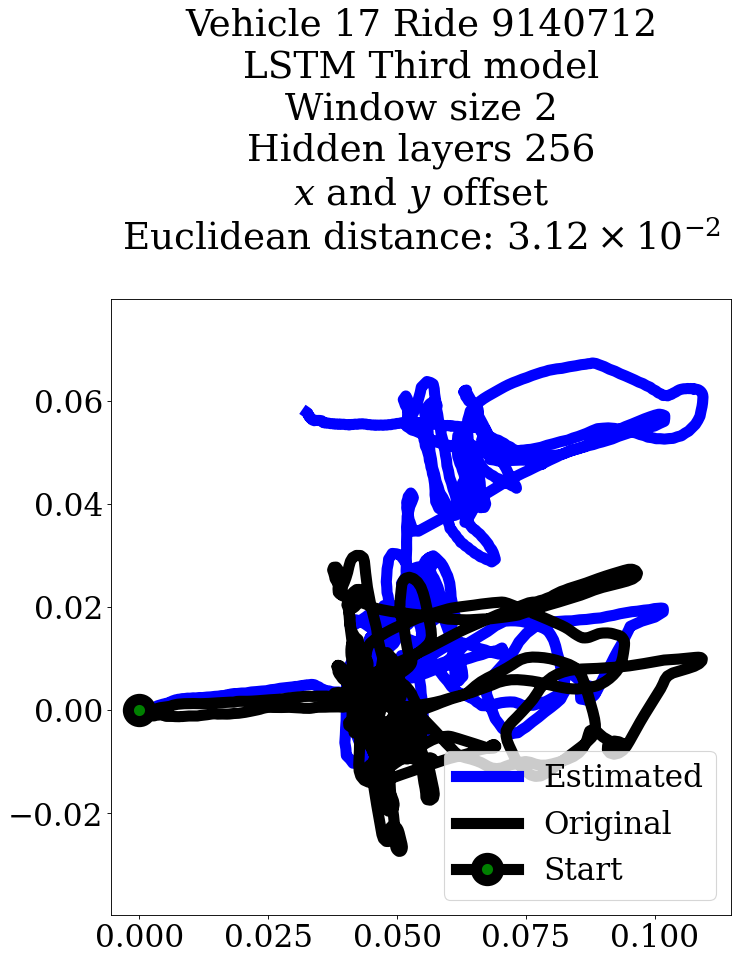 Vehicle 17 Ride 9140712
LSTM Third model
Window size 2
Hidden layers 256
x and y offset
Euclidean distance: 3.12 × 10⁻²
0.06
0.04
0.02
0.00
−0.02
Estimated
Original
Start
0.000 0.025 0.050 0.075 0.100